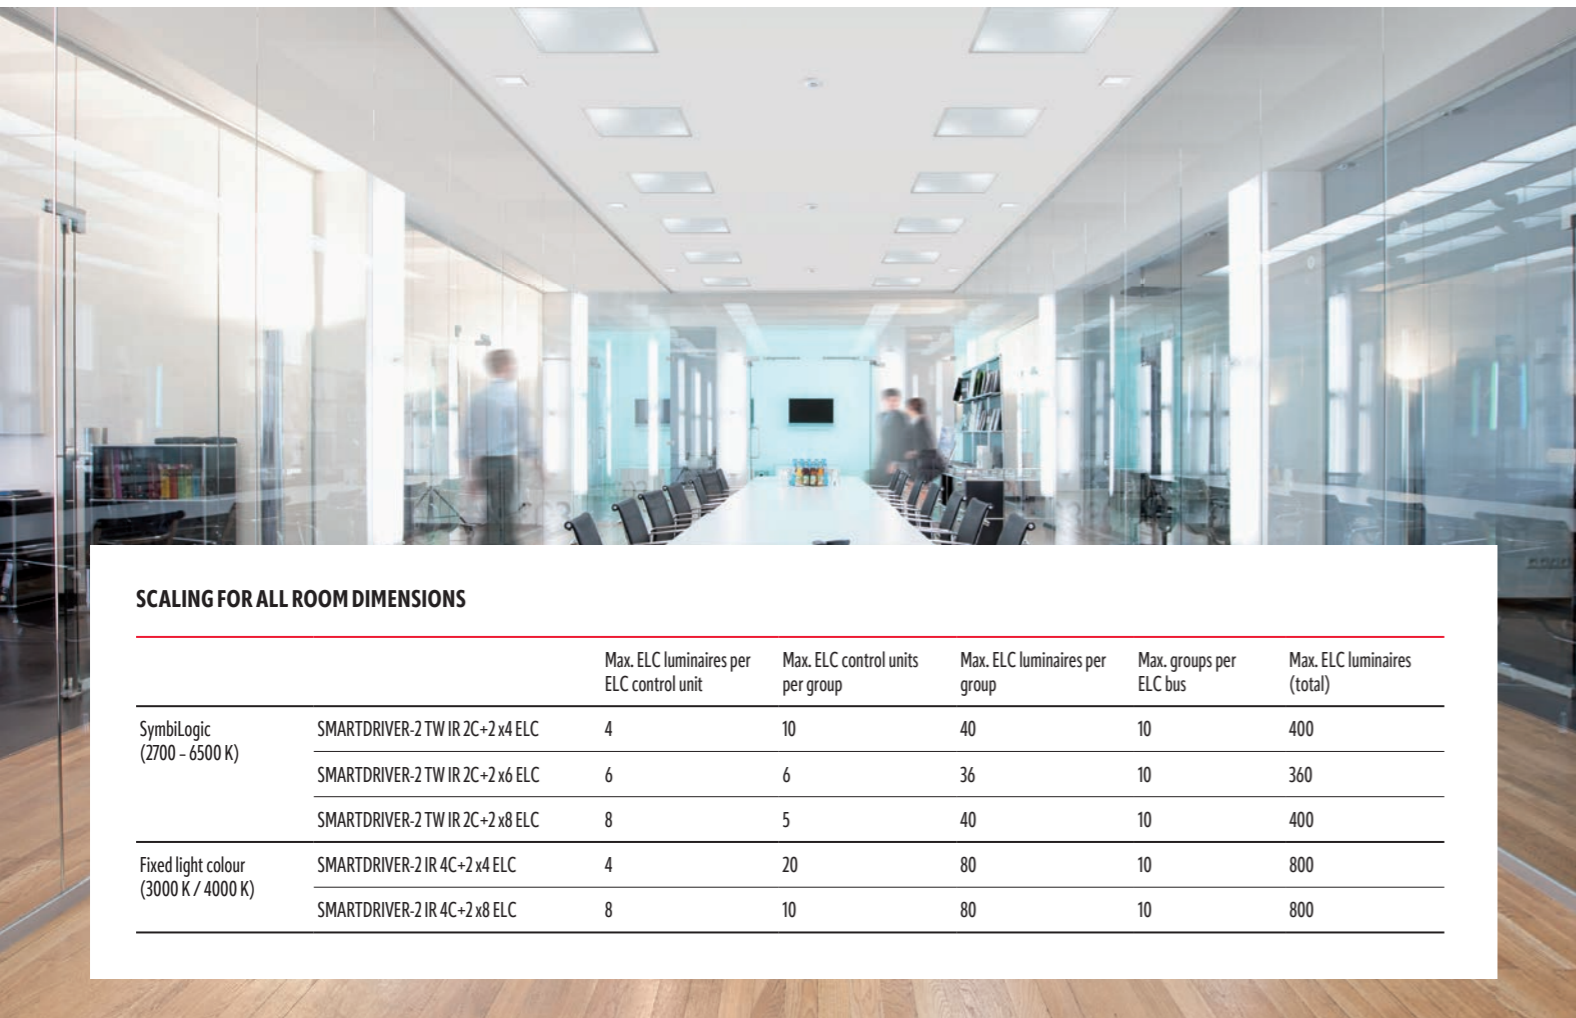 SCALING FOR ALL ROOM DIMENSIONS
Max. ELC luminaires per ELC control unit
Max. ELC control units per group
Max. ELC luminaires per group
Max. groups per ELC bus
Max. ELC luminaires (total)
SymbiLogic (2700 – 6500 K)
SMARTDRIVER-2 TW IR 2C+2 x4 ELC 4 10 40 10 400
SMARTDRIVER-2 TW IR 2C+2 x6 ELC 6 6 36 10 360
SMARTDRIVER-2 TW IR 2C+2 x8 ELC 8 5 40 10 400
Fixed light colour (3000 K / 4000 K)
SMARTDRIVER-2 IR 4C+2 x4 ELC 4 20 80 10 800
SMARTDRIVER-2 IR 4C+2 x8 ELC 8 10 80 10 800